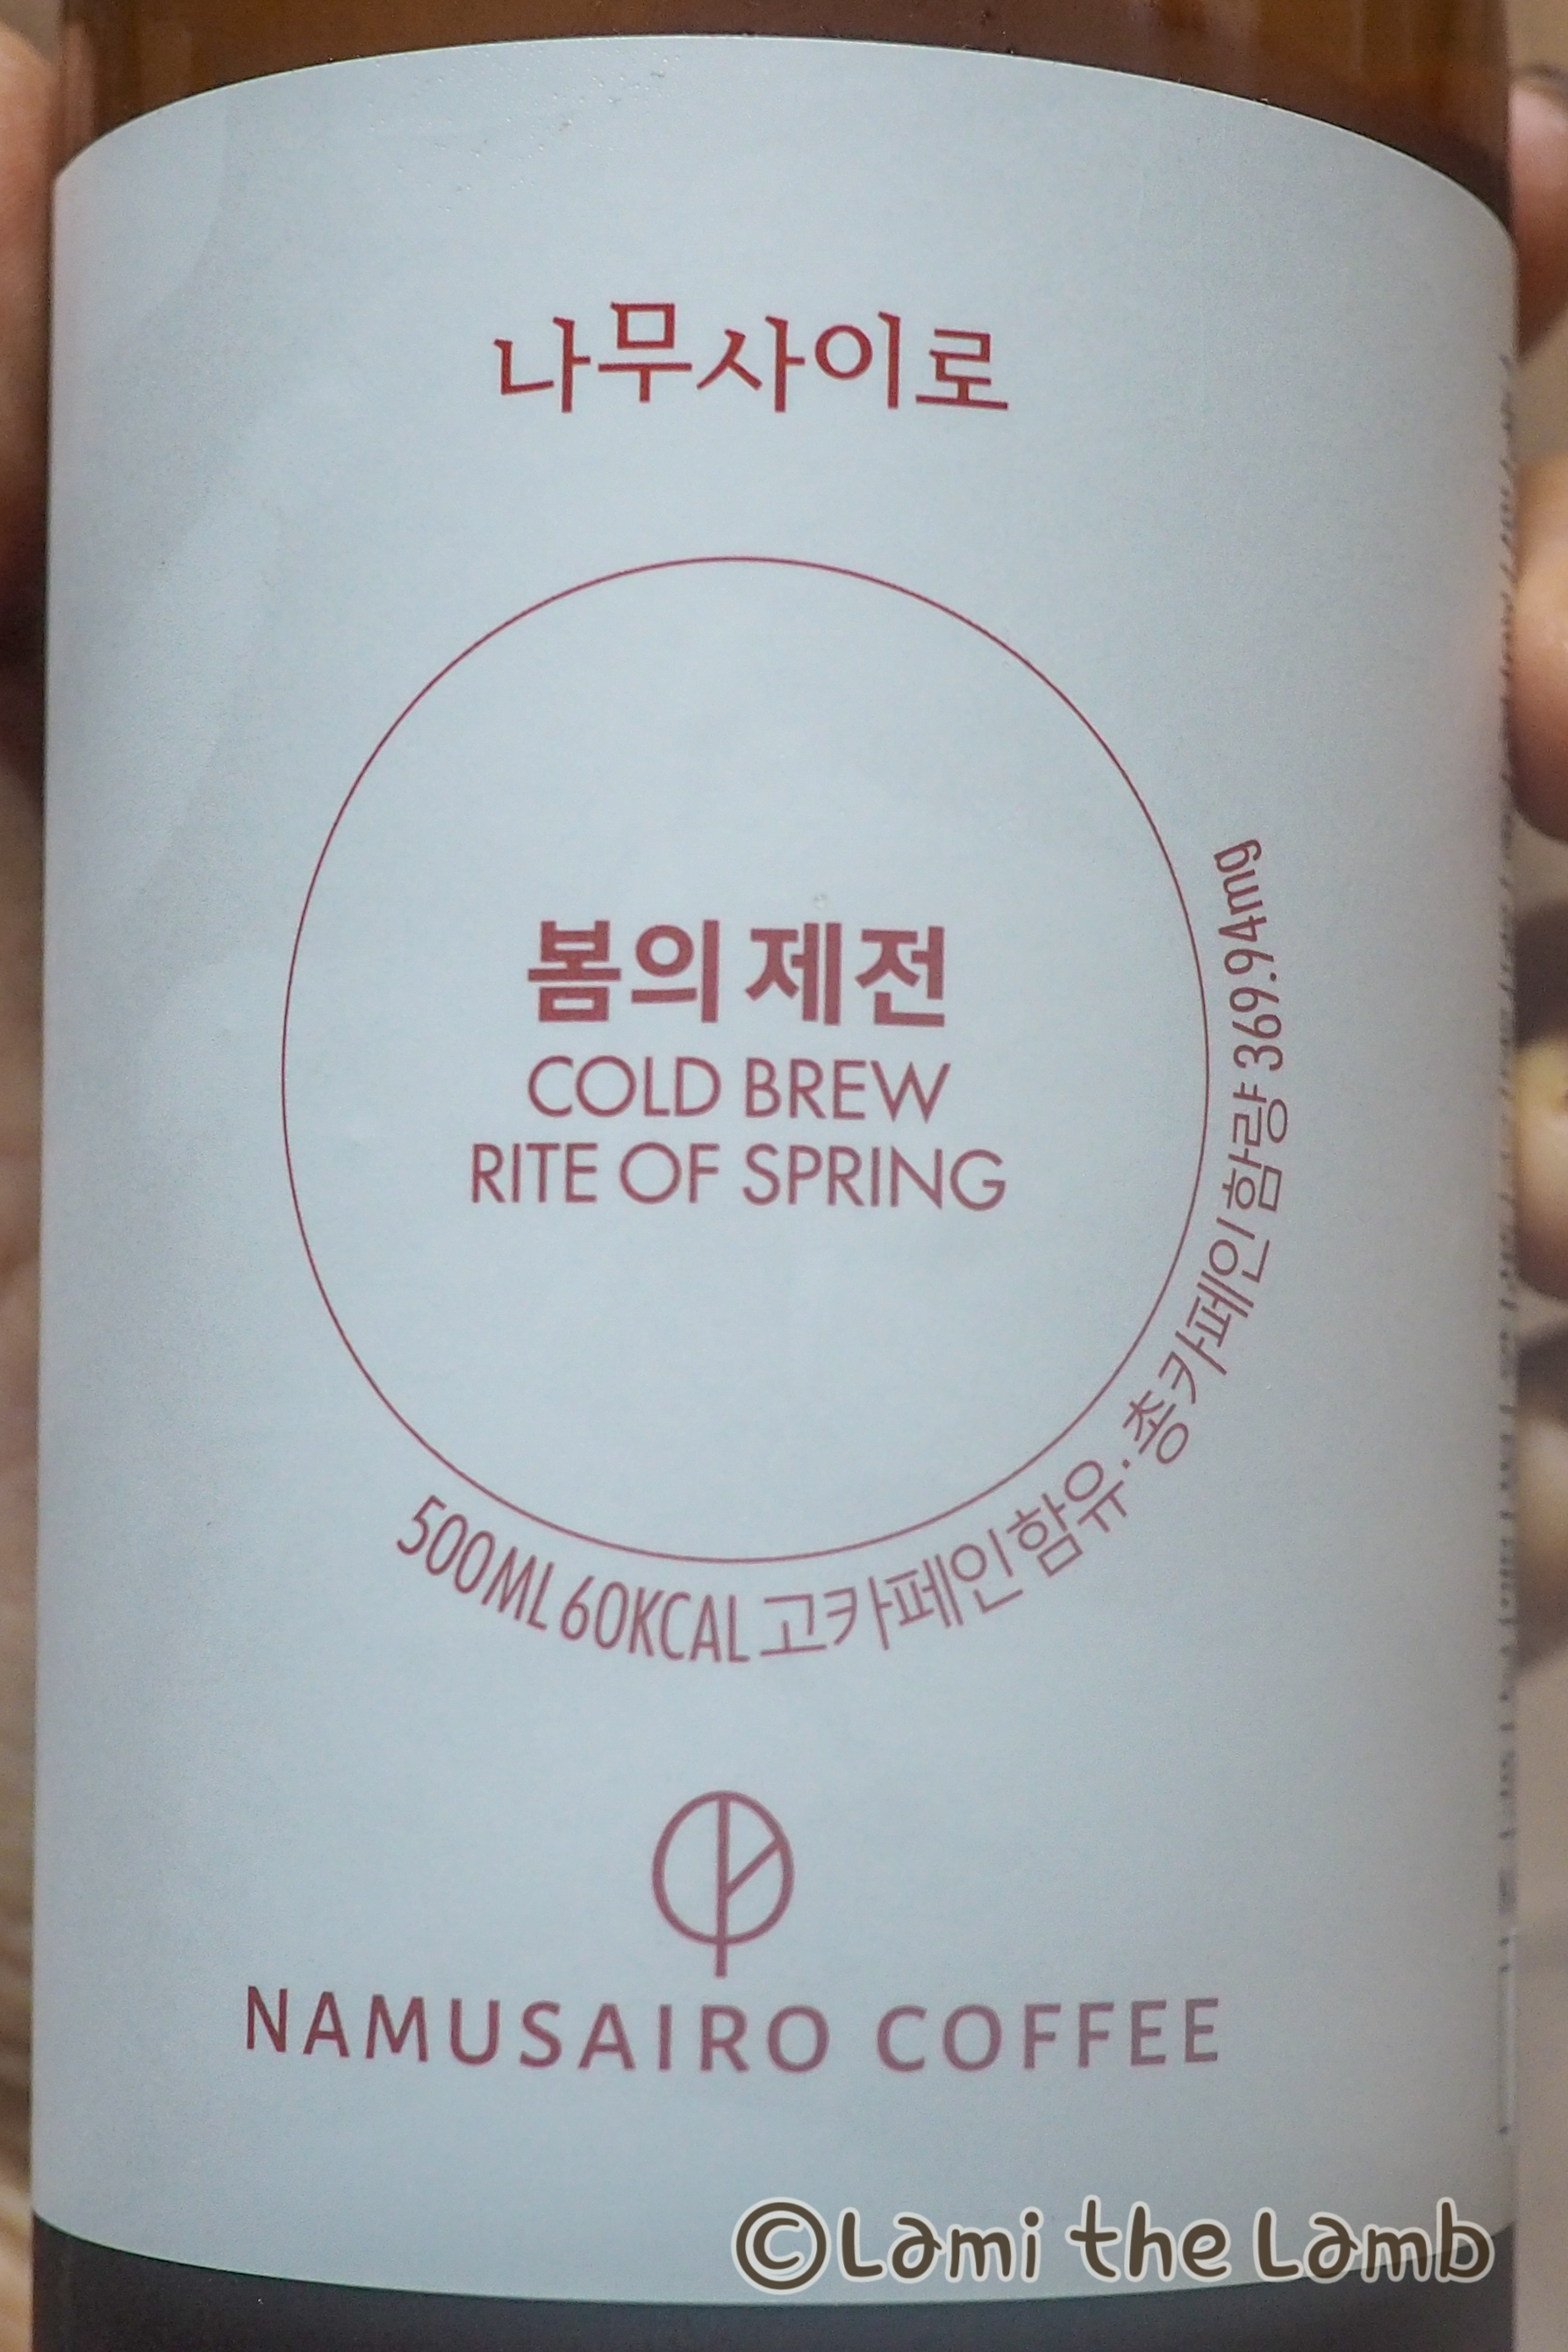 나무사이로
봄의 제전
COLD BREW
RITE OF SPRING
500ML 60KCAL 고카페인 함유·총카페인 함량 369.94mg
NAMUSAIRO COFFEE
©Lami the Lamb